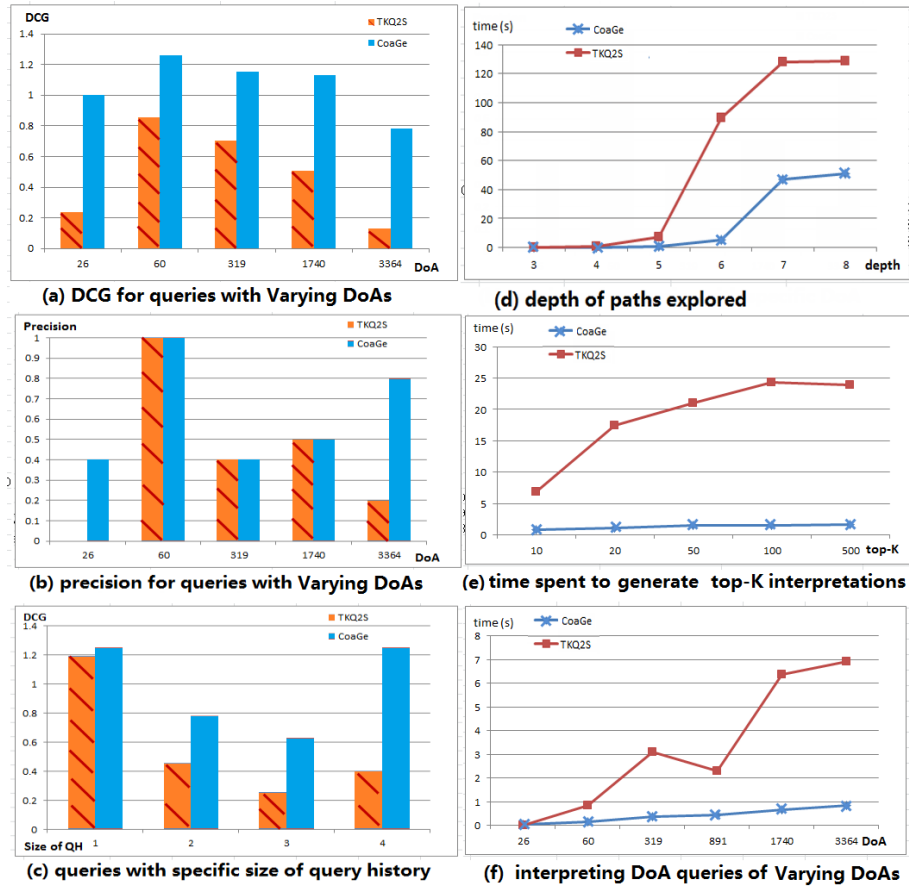 DCG
TKQ2S
CoaGe
1.4
1.2
1
0.8
0.6
0.4
0.2
0
26 60 319 1740 3364 DoA
(a) DCG for queries with Varying DoAs
Precision
TKQ2S
CoaGe
1
0.9
0.8
0.7
0.6
0.5
0.4
0.3
0.2
0.1
0
26 60 319 1740 3364 DoA
(b) precision for queries with Varying DoAs
DCG
TKQ2S
CoaGe
1.4
1.2
1
0.8
0.6
0.4
0.2
0
Size of QH 1 2 3 4
(c) queries with specific size of query history
time (s)
CoaGe
TKQ2S
140
120
100
80
60
40
20
0
3 4 5 6 7 8 depth
(d) depth of paths explored
time (s)
CoaGe
TKQ2S
30
25
20
15
10
5
0
10 20 50 100 500 top-K
(e) time spent to generate top-K interpretations
time (s)
CoaGe
TKQ2S
8
7
6
5
4
3
2
1
0
26 60 319 891 1740 3364 DoA
(f) interpreting DoA queries of Varying DoAs